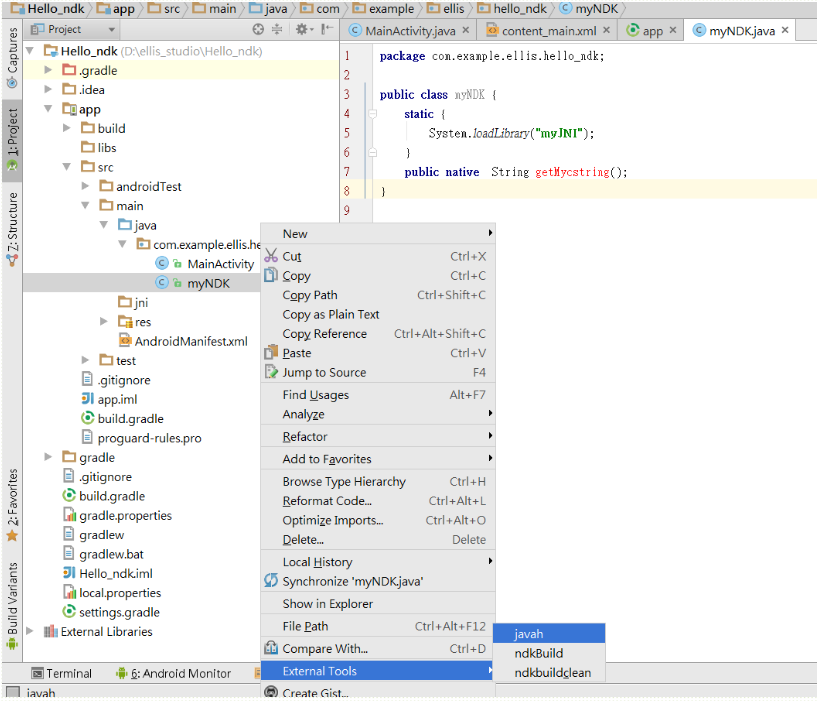 Hello_ndk app src main java com example ellis hello_ndk myNDK
Captures
1: Project
Z: Structure
2: Favorites
Build Variants
Project
Hello_ndk (D:\ellis_studio\Hello_ndk)
.gradle
.idea
app
build
libs
src
androidTest
main
java
com.example.ellis.he
MainActivity
myNDK
jni
res
AndroidManifest.xml
test
.gitignore
app.iml
build.gradle
proguard-rules.pro
gradle
.gitignore
build.gradle
gradle.properties
gradlew
gradlew.bat
Hello_ndk.iml
local.properties
settings.gradle
External Libraries
MainActivity.java content_main.xml app myNDK.java
1 package com.example.ellis.hello_ndk;
2
3 public class myNDK {
4 static {
5 System.loadLibrary("myJNI");
6 }
7 public native String getMycstring();
8 }
9
New
Cut Ctrl+X
Copy Ctrl+C
Copy Path Ctrl+Shift+C
Copy as Plain Text
Copy Reference Ctrl+Alt+Shift+C
Paste Ctrl+V
Jump to Source F4
Find Usages Alt+F7
Analyze
Refactor
Add to Favorites
Browse Type Hierarchy Ctrl+H
Reformat Code... Ctrl+Alt+L
Optimize Imports... Ctrl+Alt+O
Delete... Delete
Local History
Synchronize 'myNDK.java'
Show in Explorer
File Path Ctrl+Alt+F12
Compare With... Ctrl+D
External Tools
Create Gist...
javah
ndkBuild
ndkbuildclean
Terminal 6: Android Monitor
javah